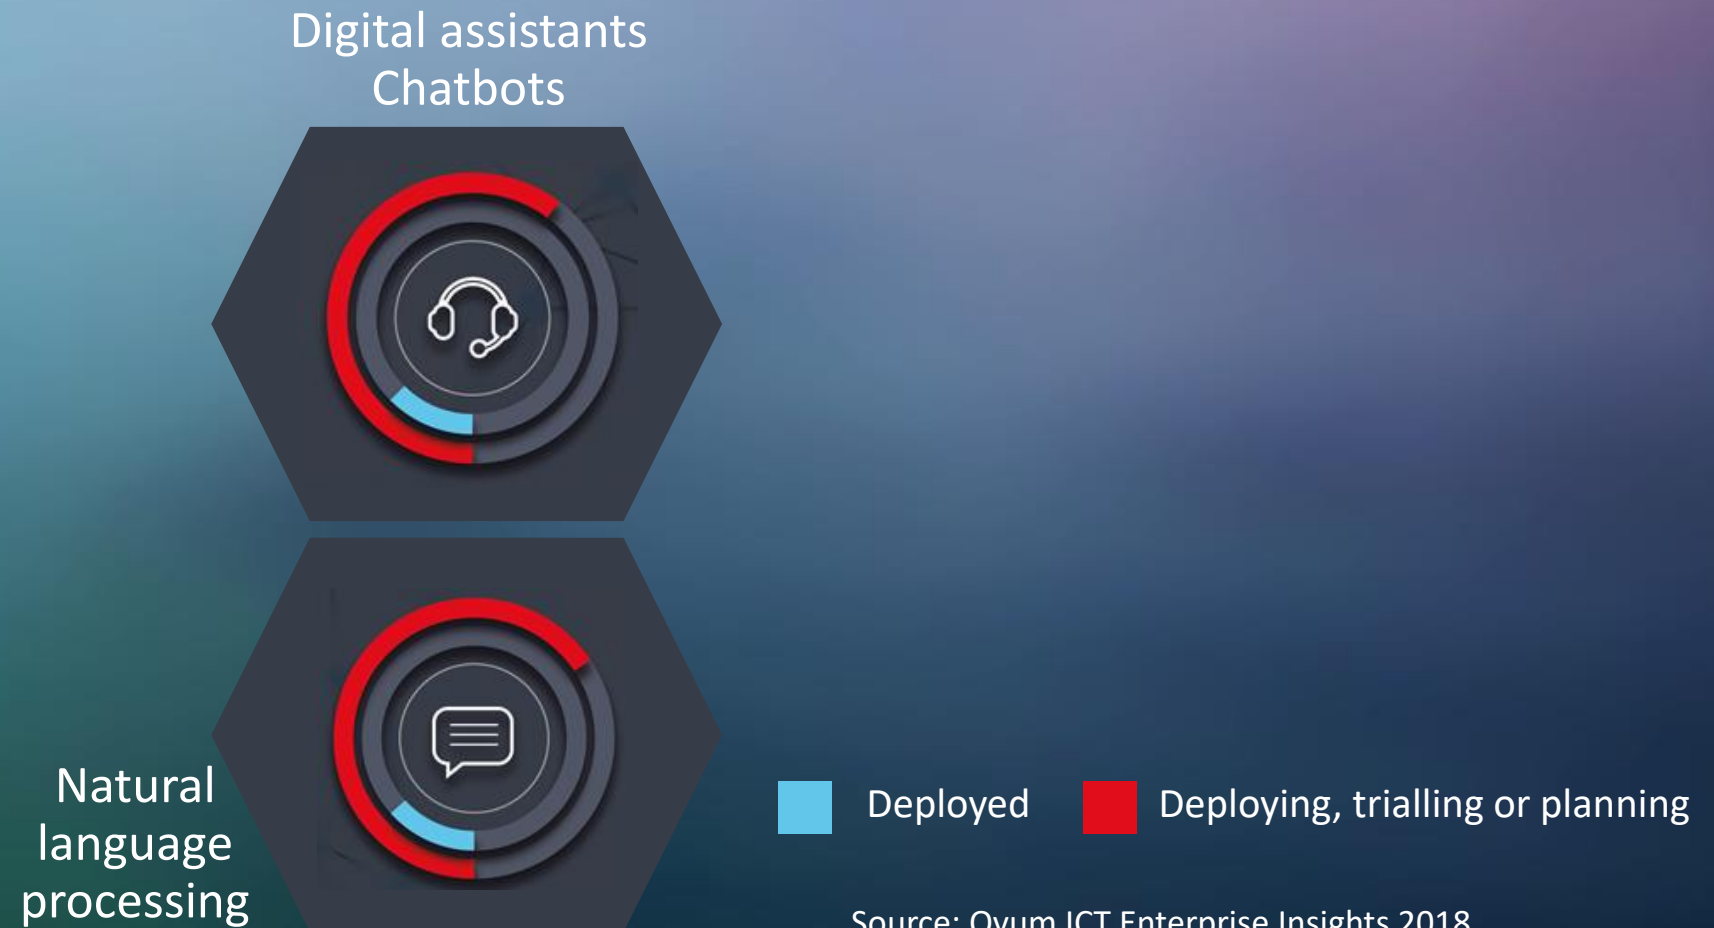 Digital assistants
Chatbots
Natural
language
processing
Deployed
Deploying, trialling or planning
Source: Ovum ICT Enterprise Insights 2018